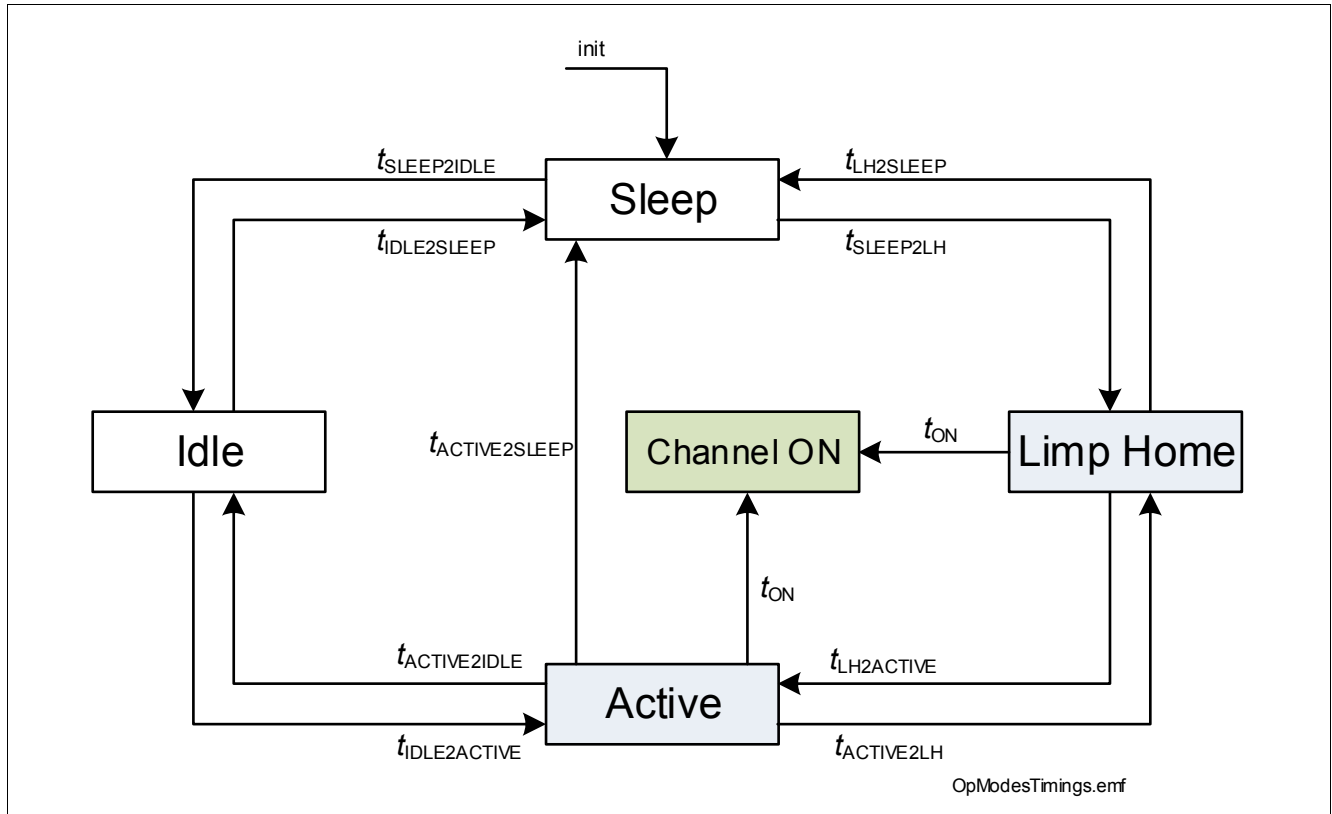 init
tSLEEP2IDLE
tLH2SLEEP
Sleep
tIDLE2SLEEP
tSLEEP2LH
Idle
tACTIVE2SLEEP
Channel ON
tON
Limp Home
tON
tACTIVE2IDLE
tLH2ACTIVE
Active
tIDLE2ACTIVE
tACTIVE2LH
OpModesTimings.emf